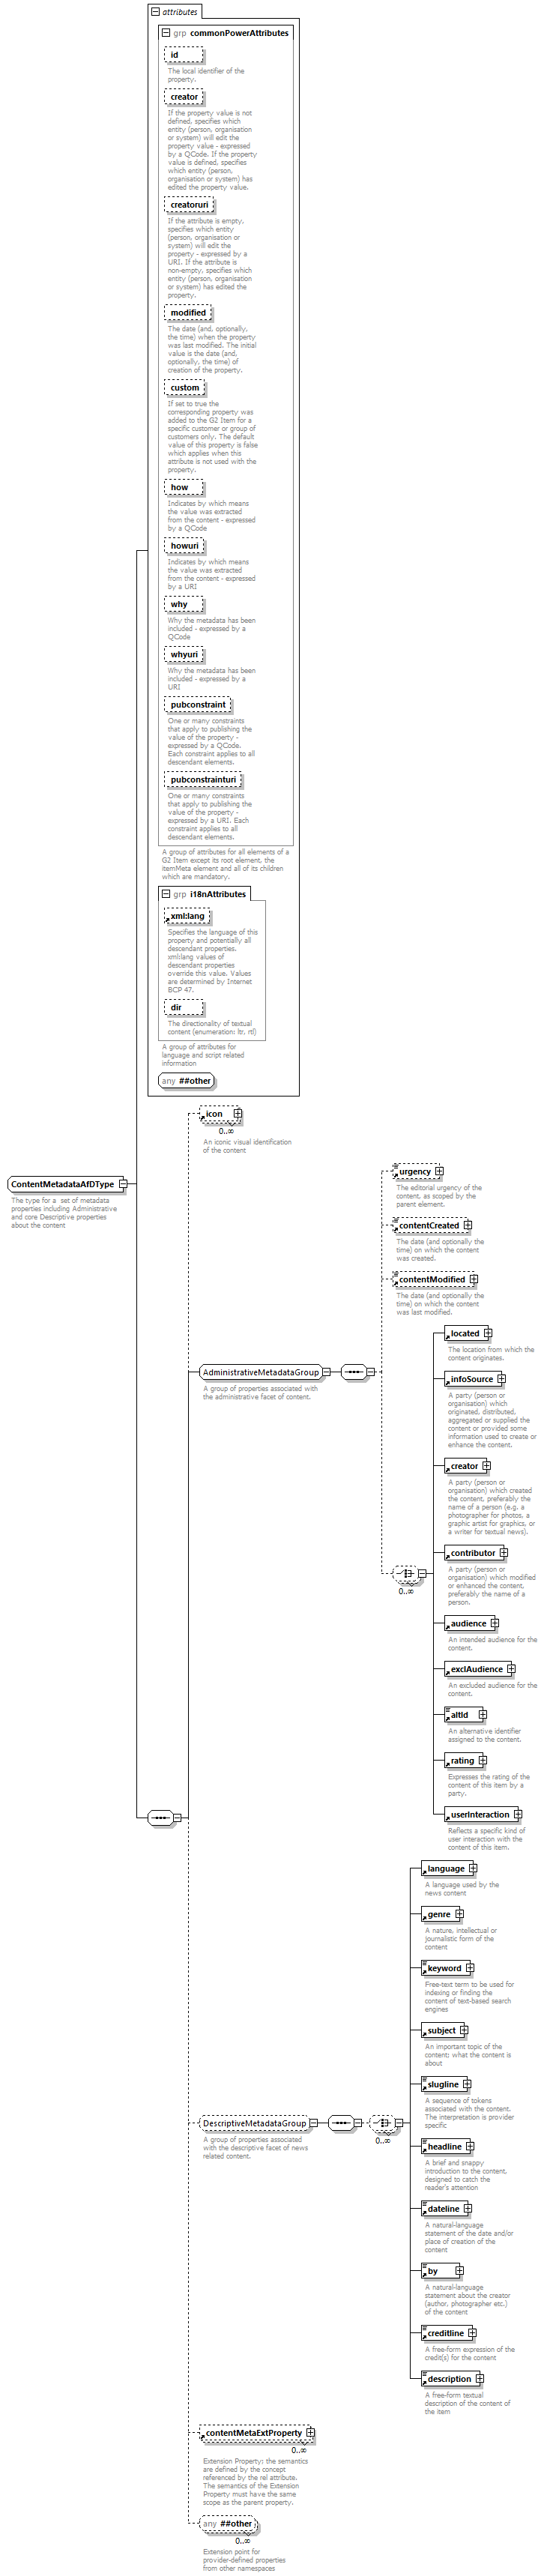 attributes
grp commonPowerAttributes
id
The local identifier of the
property.
creator
If the property value is not
defined, specifies which
entity (person, organisation
or system) will edit the
property value - expressed
by a QCode. If the property
value is defined, specifies
which entity (person,
organisation or system) has
edited the property value.
creatoruri
If the attribute is empty,
specifies which entity
(person, organisation or
system) will edit the
property - expressed by a
URI. If the attribute is
non-empty, specifies which
entity (person, organisation
or system) has edited the
property.
modified
The date (and, optionally,
the time) when the property
was last modified. The initial
value is the date (and,
optionally, the time) of
creation of the property.
custom
If set to true the
corresponding property was
added to the G2 Item for a
specific customer or group of
customers only. The default
value of this property is false
which applies when this
attribute is not used with the
property.
how
Indicates by which means
the value was extracted
from the content - expressed
by a QCode
howuri
Indicates by which means
the value was extracted
from the content - expressed
by a URI
why
Why the metadata has been
included - expressed by a
QCode
whyuri
Why the metadata has been
included - expressed by a
URI
pubconstraint
One or many constraints
that apply to publishing the
value of the property -
expressed by a QCode.
Each constraint applies to all
descendant elements.
pubconstrainturi
One or many constraints
that apply to publishing the
value of the property -
expressed by a URI. Each
constraint applies to all
descendant elements.
A group of attributes for all elements of a
G2 Item except its root element, the
itemMeta element and all of its children
which are mandatory.
grp i18nAttributes
xml:lang
Specifies the language of this
property and potentially all
descendant properties.
xml:lang values of
descendant properties
override this value. Values
are determined by Internet
BCP 47.
dir
The directionality of textual
content (enumeration: ltr, rtl)
A group of attributes for
language and script related
information
any ##other
ContentMetadataAfDType
The type for a  set of metadata
properties including Administrative
and core Descriptive properties
about the content
icon
0..∞
An iconic visual identification
of the content
AdministrativeMetadataGroup
A group of properties associated with
the administrative facet of content.
urgency
The editorial urgency of the
content, as scoped by the
parent element.
contentCreated
The date (and optionally the
time) on which the content
was created.
contentModified
The date (and optionally the
time) on which the content
was last modified.
0..∞
located
The location from which the
content originates.
infoSource
A party (person or
organisation) which
originated, distributed,
aggregated or supplied the
content or provided some
information used to create or
enhance the content.
creator
A party (person or
organisation) which created
the content, preferably the
name of a person (e.g. a
photographer for photos, a
graphic artist for graphics, or
a writer for textual news).
contributor
A party (person or
organisation) which modified
or enhanced the content,
preferably the name of a
person.
audience
An intended audience for the
content.
exclAudience
An excluded audience for the
content.
altId
An alternative identifier
assigned to the content.
rating
Expresses the rating of the
content of this item by a
party.
userInteraction
Reflects a specific kind of
user interaction with the
content of this item.
DescriptiveMetadataGroup
A group of properties associated
with the descriptive facet of news
related content.
0..∞
language
A language used by the
news content
genre
A nature, intellectual or
journalistic form of the
content
keyword
Free-text term to be used for
indexing or finding the
content of text-based search
engines
subject
An important topic of the
content; what the content is
about
slugline
A sequence of tokens
associated with the content.
The interpretation is provider
specific
headline
A brief and snappy
introduction to the content,
designed to catch the
reader's attention
dateline
A natural-language
statement of the date and/or
place of creation of the
content
by
A natural-language
statement about the creator
(author, photographer etc.)
of the content
creditline
A free-form expression of the
credit(s) for the content
description
A free-form textual
description of the content of
the item
contentMetaExtProperty
0..∞
Extension Property; the semantics
are defined by the concept
referenced by the rel attribute.
The semantics of the Extension
Property must have the same
scope as the parent property.
any ##other
0..∞
Extension point for
provider-defined properties
from other namespaces